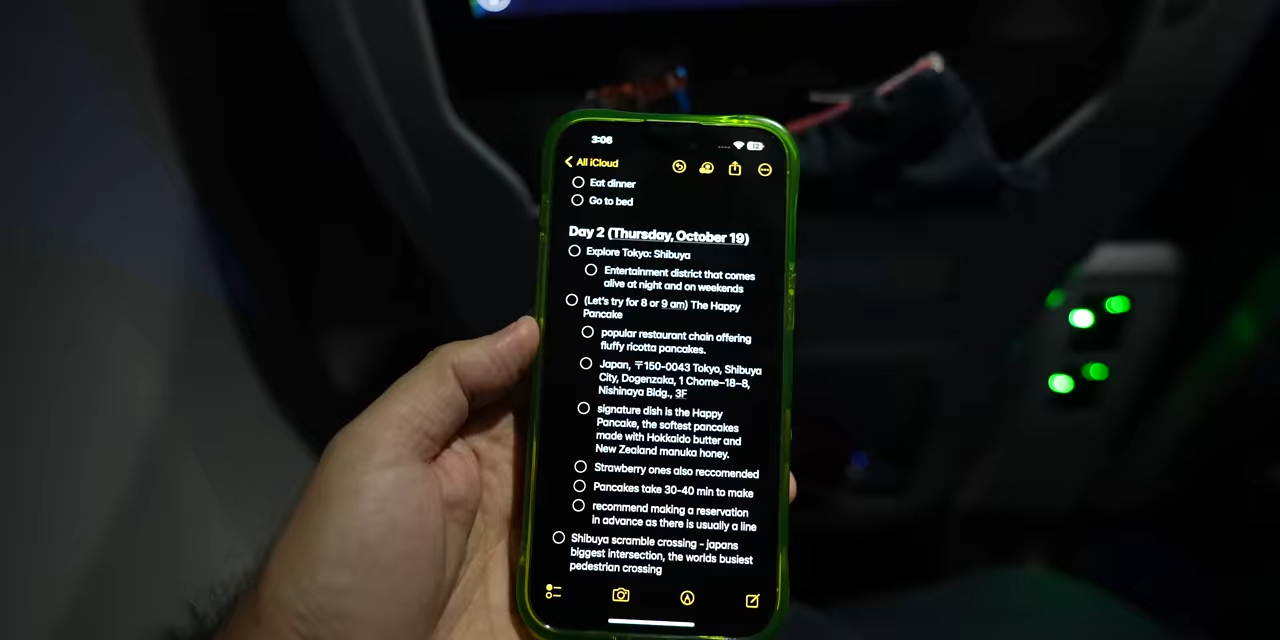 3:06
12
All iCloud
Eat dinner
Go to bed
Day 2 (Thursday, October 19)
Explore Tokyo: Shibuya
Entertainment district that comes
alive at night and on weekends
(Let's try for 8 or 9 am) The Happy
Pancake
popular restaurant chain offering
fluffy ricotta pancakes.
Japan, 〒150-0043 Tokyo, Shibuya
City, Dogenzaka, 1 Chome−18−8,
Nishinaya Bldg., 3F
signature dish is the Happy
Pancake, the softest pancakes
made with Hokkaido butter and
New Zealand manuka honey.
Strawberry ones also reccomended
Pancakes take 30-40 min to make
recommend making a reservation
in advance as there is usually a line
Shibuya scramble crossing - japans
biggest intersection, the worlds busiest
pedestrian crossing